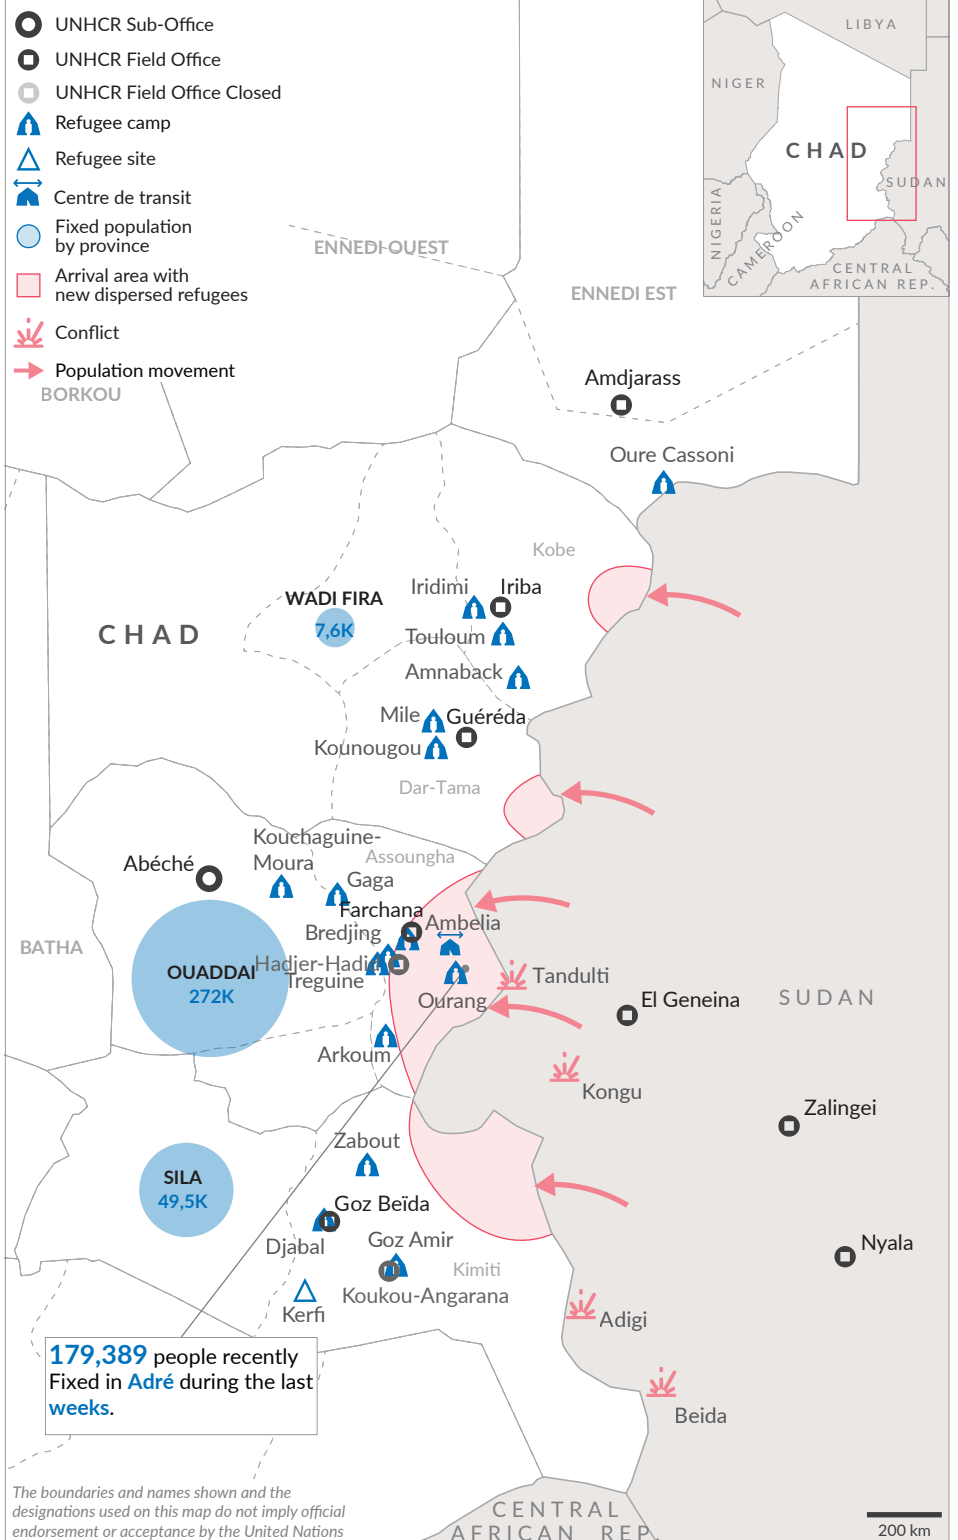 UNHCR Sub-Office
UNHCR Field Office
UNHCR Field Office Closed
Refugee camp
Refugee site
Centre de transit
Fixed population
by province
Arrival area with
new dispersed refugees
Conflict
Population movement
LIBYA
NIGER
CHAD
SUDAN
NIGERIA
CAMEROON
CENTRAL
AFRICAN REP.
ENNEDI OUEST
ENNEDI EST
BORKOU
Amdjarass
Oure Cassoni
Kobe
Iridimi
Iriba
WADI FIRA
7,6K
CHAD
Touloum
Amnaback
Mile
Guéréda
Kounougou
Dar-Tama
Kouchaguine-
Moura
Assoungha
Abéché
Gaga
Farchana
Ambelia
Bredjing
BATHA
Hadjer-Hadid
OUADDAI
272K
Treguine
Tandulti
Ourang
El Geneina
SUDAN
Arkoum
Kongu
Zalingei
Zabout
SILA
49,5K
Goz Beïda
Djabal
Goz Amir
Nyala
Kimiti
Koukou-Angarana
Kerfi
Adigi
179,389 people recently
Fixed in Adré during the last
weeks.
Beida
The boundaries and names shown and the
designations used on this map do not imply official
endorsement or acceptance by the United Nations
CENTRAL
AFRICAN REP.
200 km